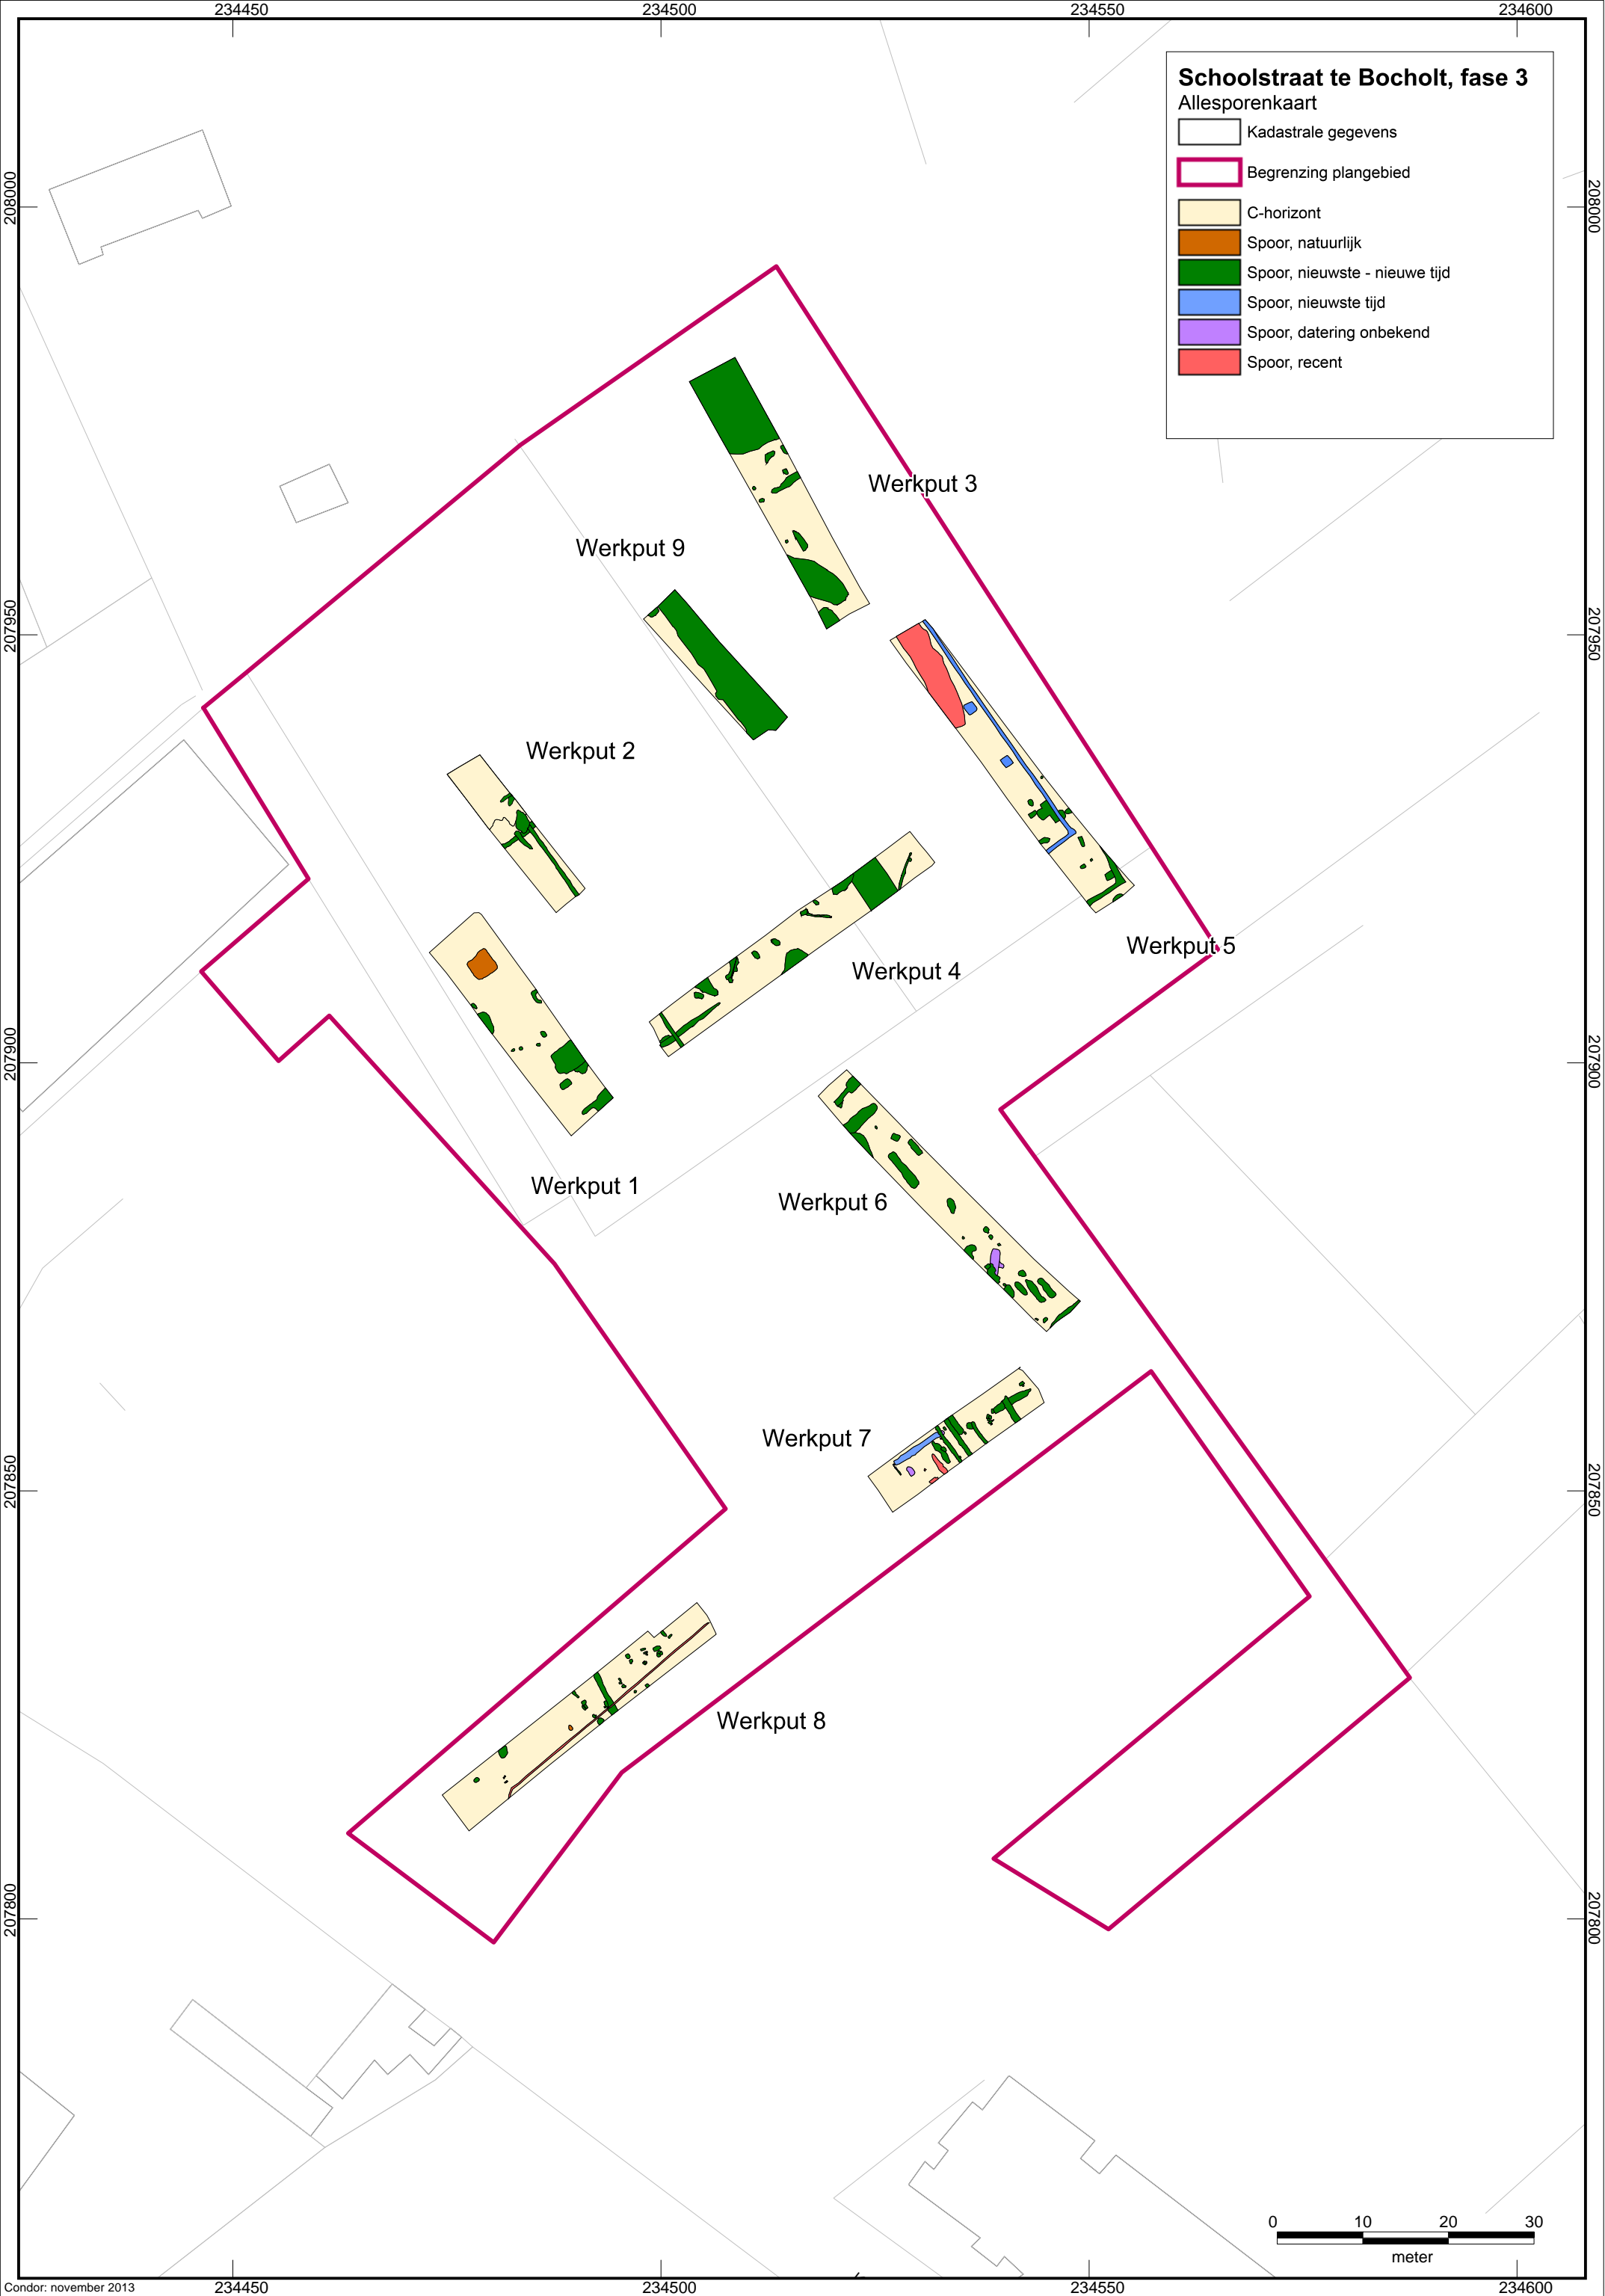 234450
234500
234550
234600
Schoolstraat te Bocholt, fase 3
Allesporenkaart
Kadastrale gegevens
Begrenzing plangebied
C-horizont
Spoor, natuurlijk
Spoor, nieuwste - nieuwe tijd
Spoor, nieuwste tijd
Spoor, datering onbekend
Spoor, recent
208000
208000
Werkput 3
Werkput 9
207950
207950
Werkput 2
Werkput 5
Werkput 4
207900
207900
Werkput 1
Werkput 6
Werkput 7
207850
207850
Werkput 8
207800
207800
0 10 20 30
meter
Condor: november 2013
234450
234500
234550
234600